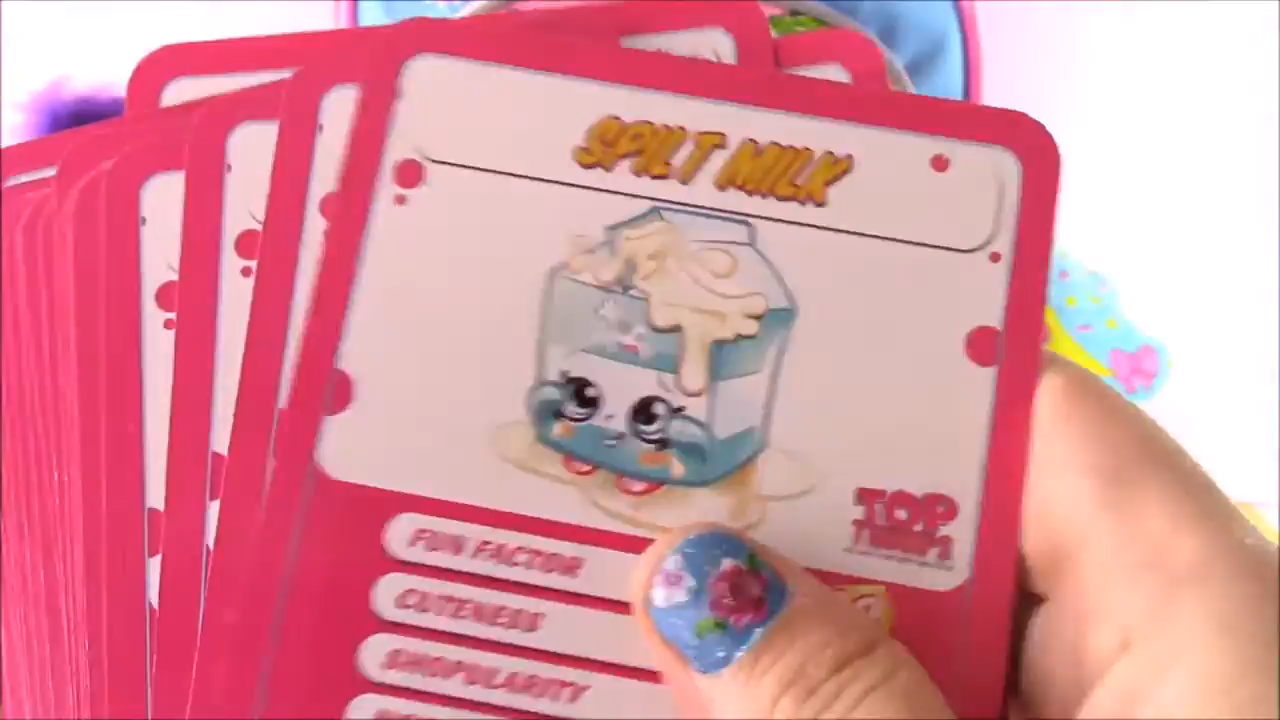 SPILT MILK
TOP
TRUMPS
FUN FACTOR
CUTENESS
SHOPULARITY